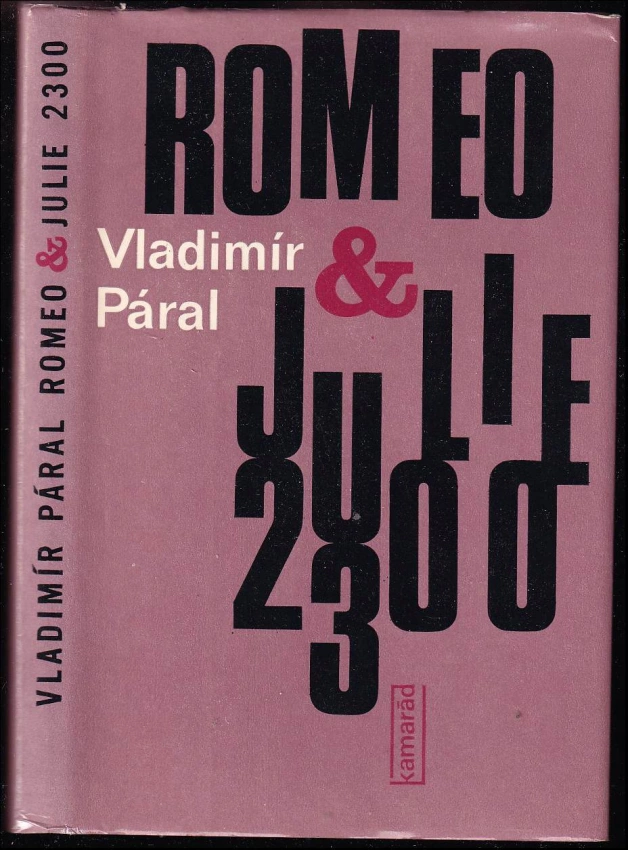 VLADIMÍR PÁRAL ROMEO & JULIE 2300
ROMEO
Vladimír
Páral
&
JULIE
2300
kamarád